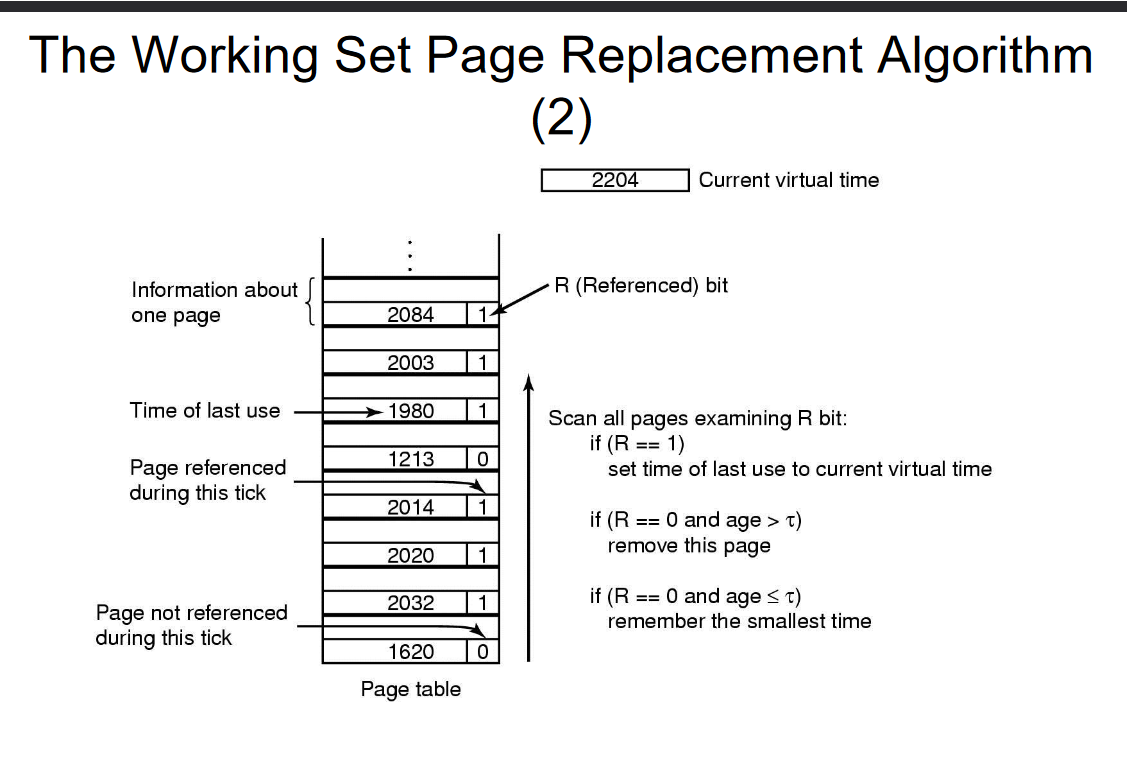 The Working Set Page Replacement Algorithm
(2)
2204 Current virtual time
Information about
one page
R (Referenced) bit
2084 1
2003 1
Time of last use
1980 1
Scan all pages examining R bit:
if (R == 1)
set time of last use to current virtual time
if (R == 0 and age > τ)
remove this page
if (R == 0 and age ≤ τ)
remember the smallest time
1213 0
Page referenced
during this tick
2014 1
2020 1
2032 1
Page not referenced
during this tick
1620 0
Page table